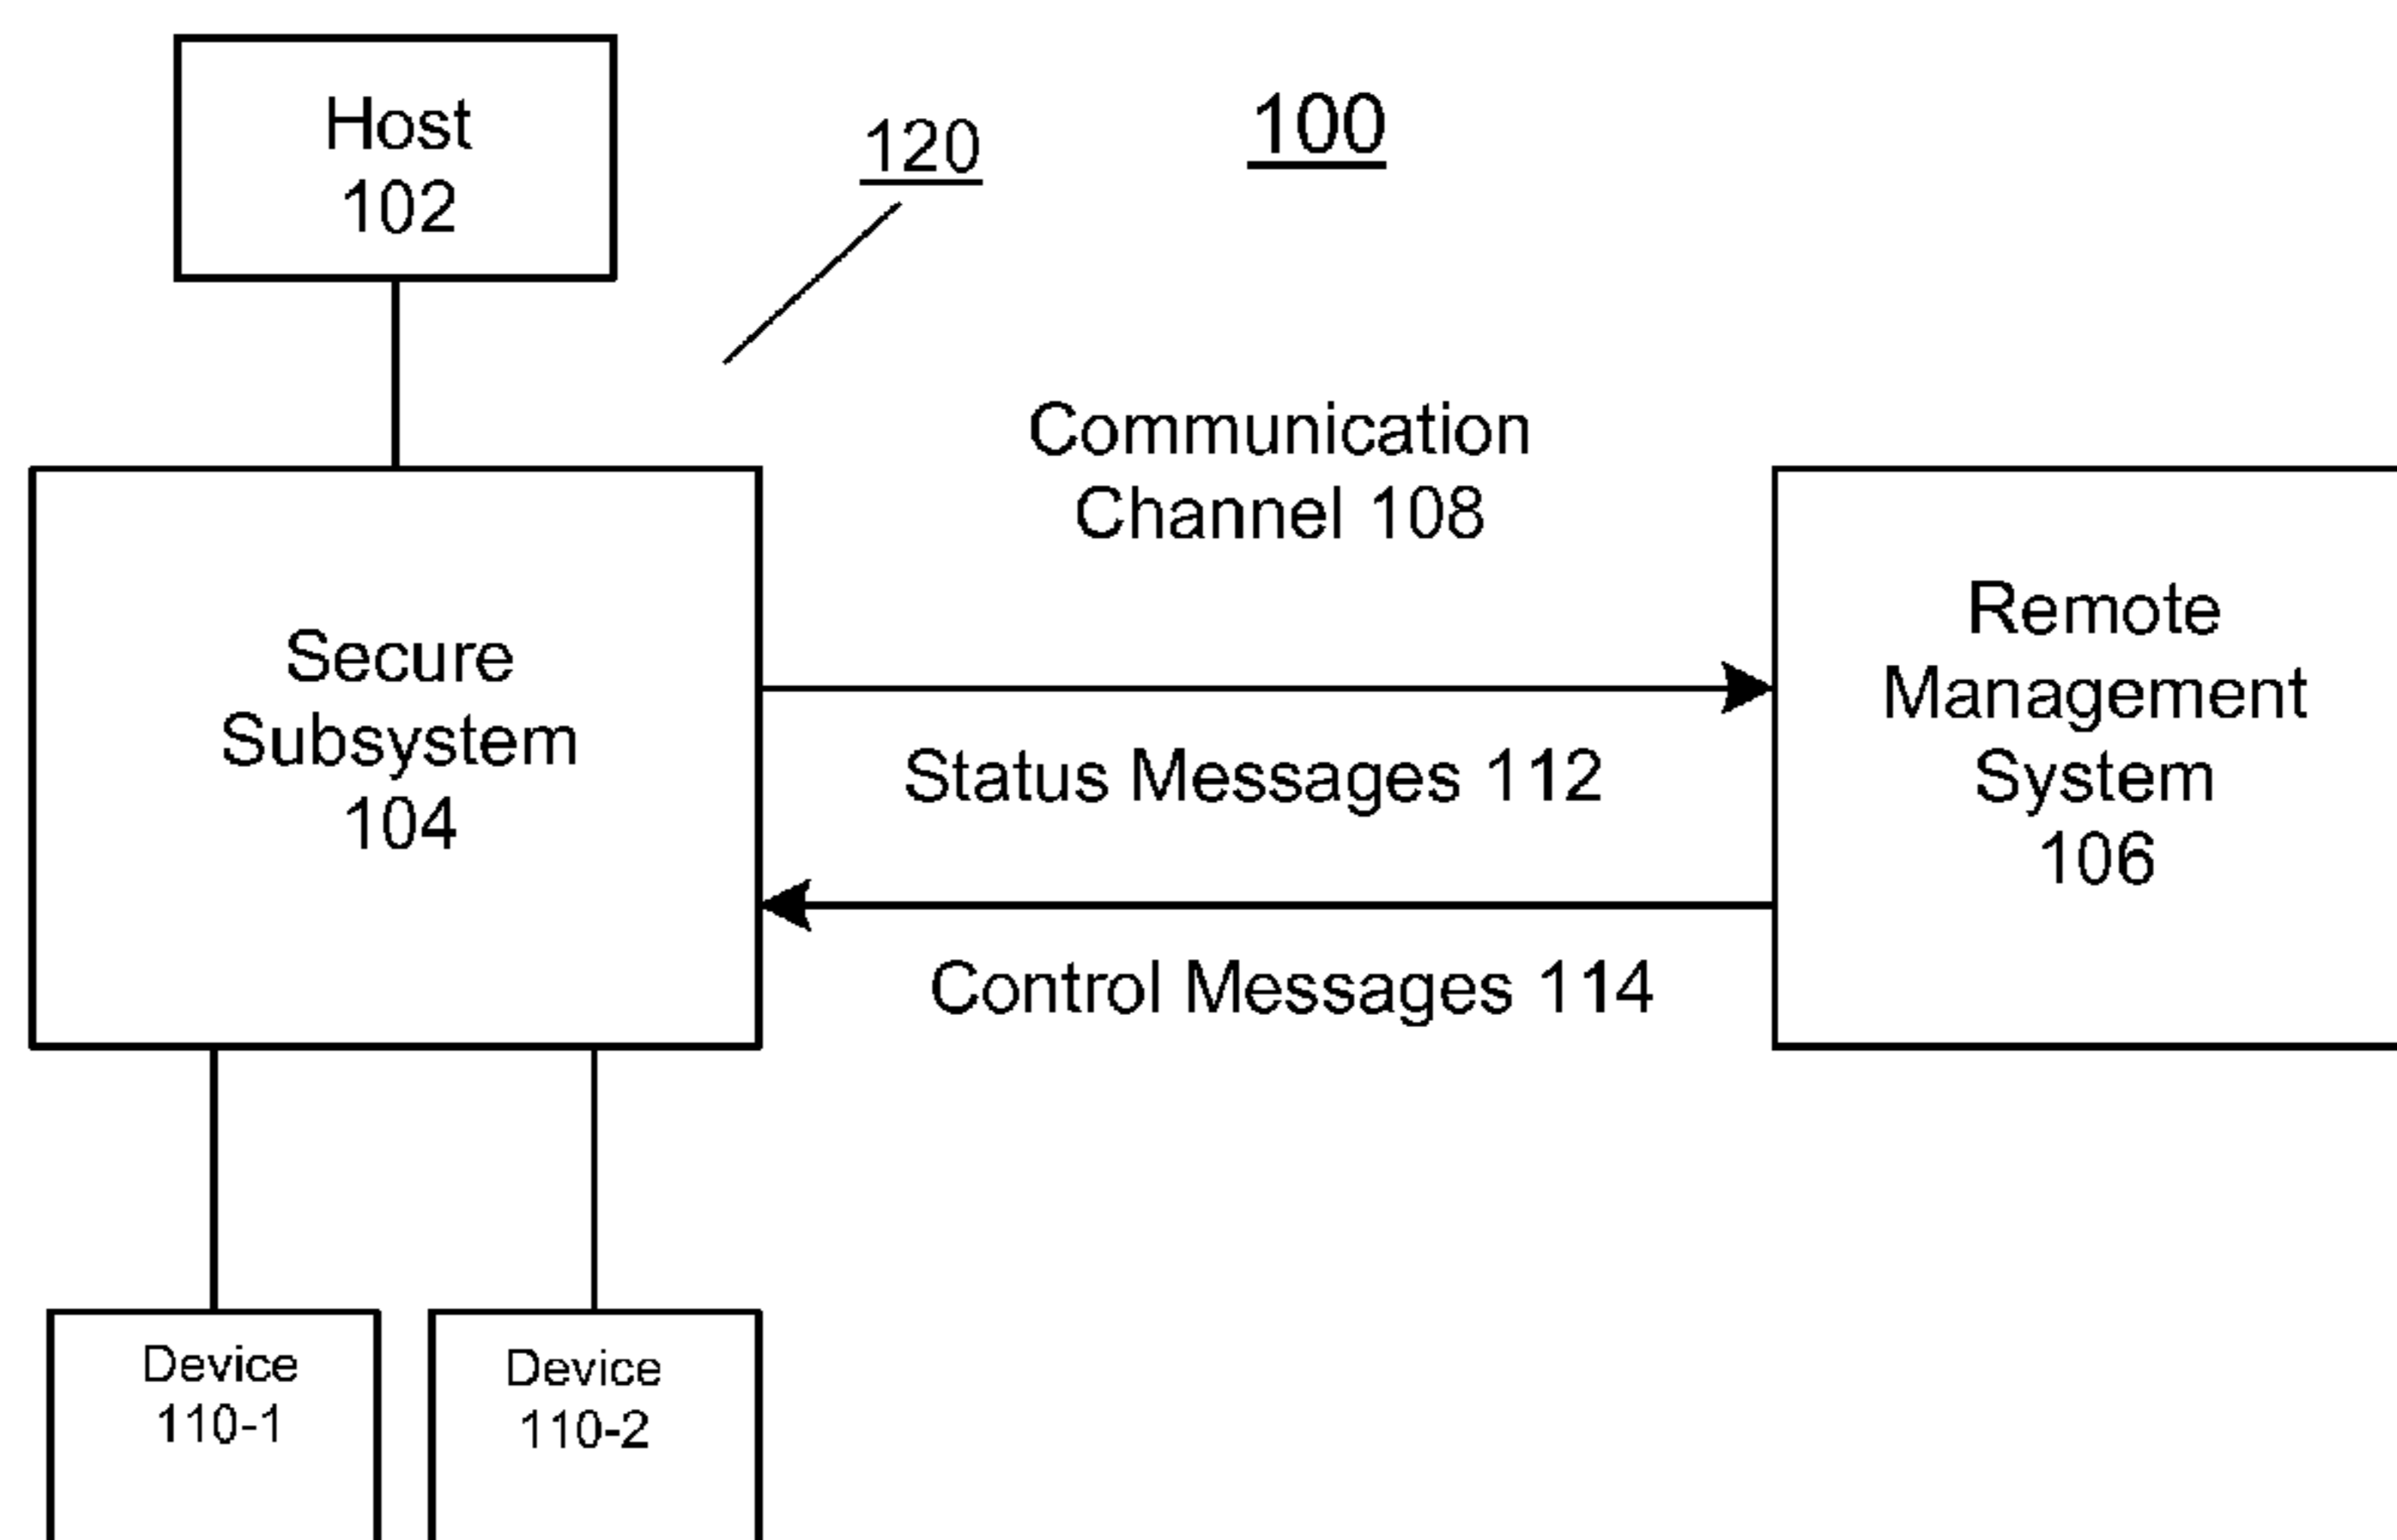 Host
102
120
100
Communication
Channel 108
Secure
Subsystem
104
Remote
Management
System
106
Status Messages 112
Control Messages 114
Device
110-1
Device
110-2